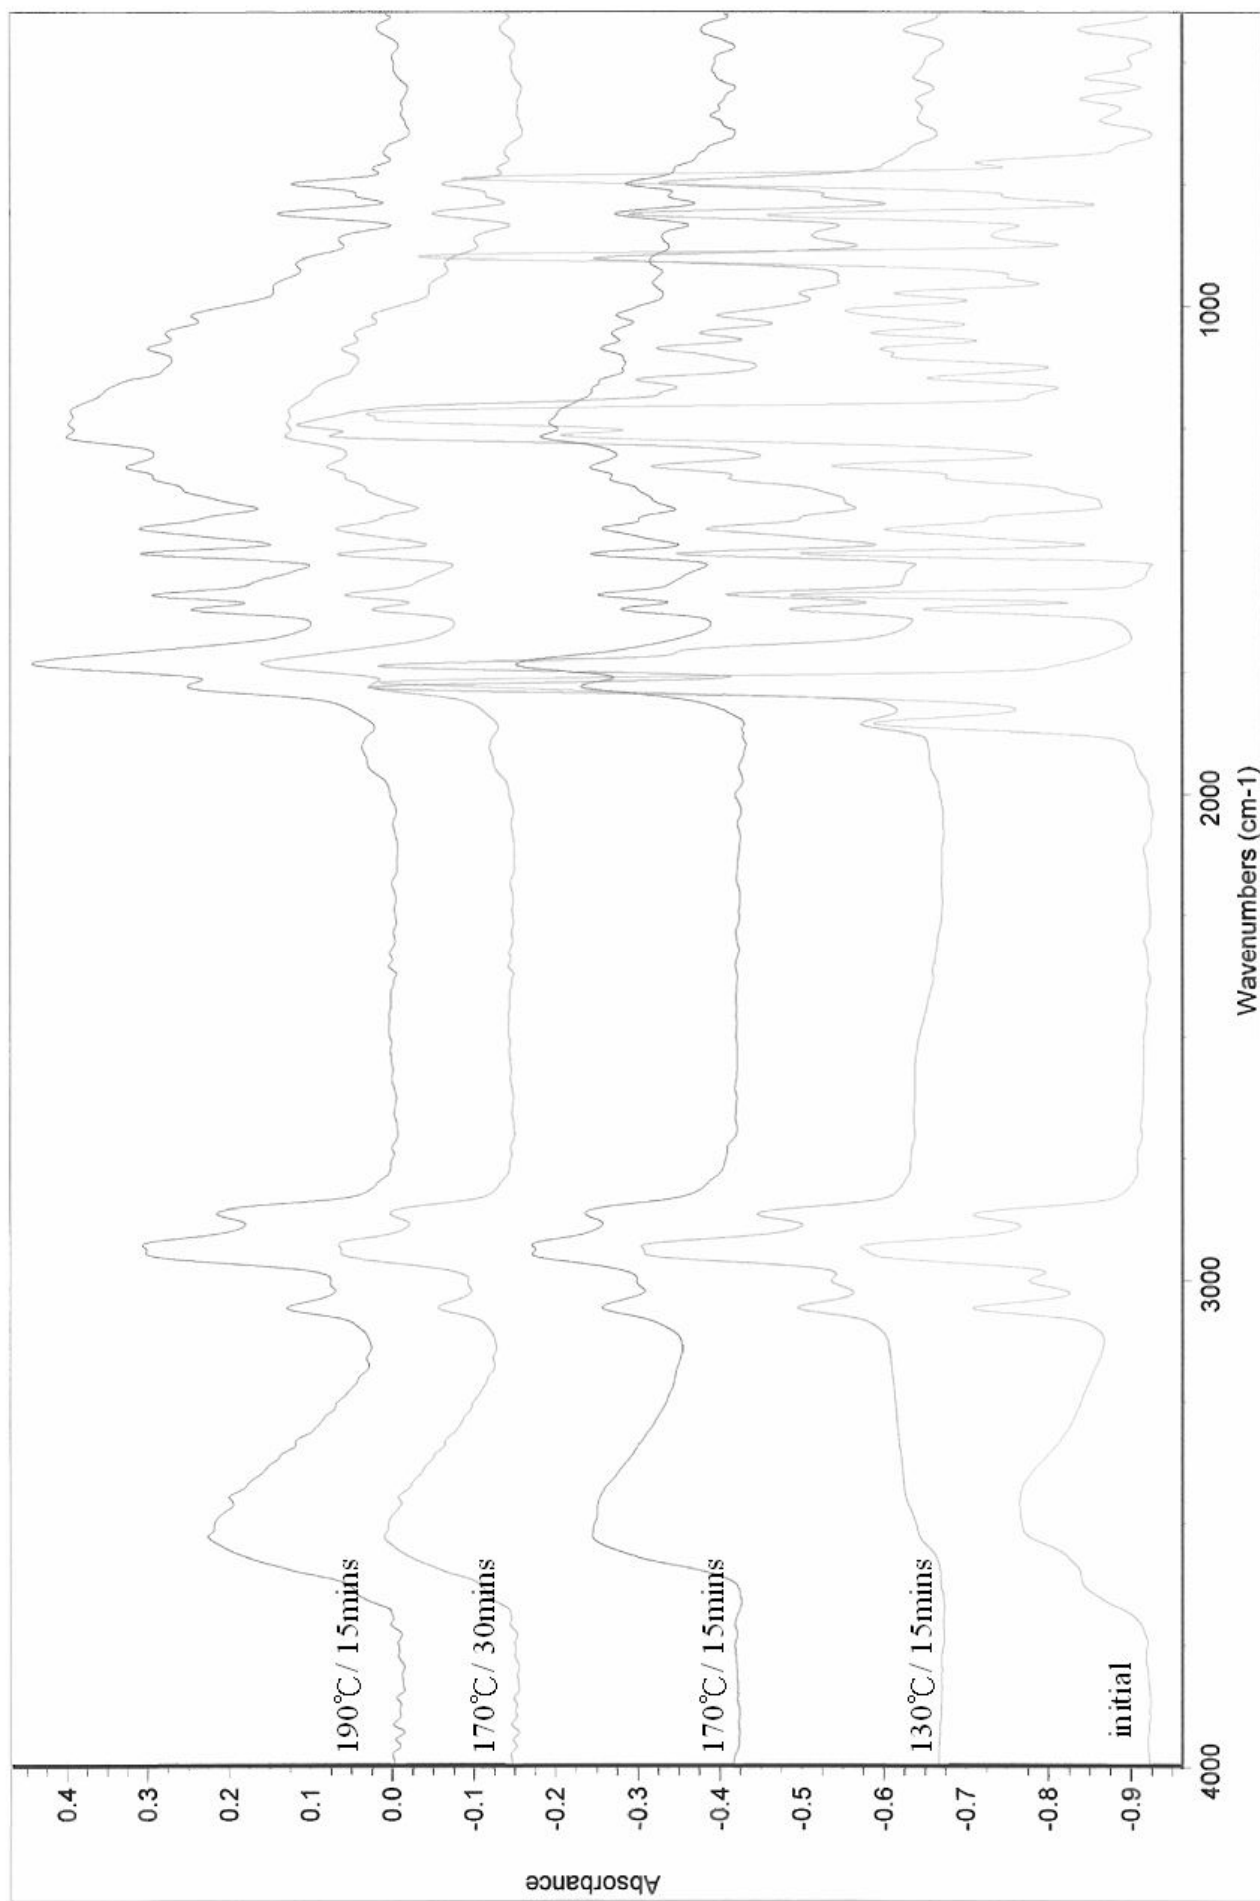 Absorbance
0.4
0.3
0.2
0.1
0.0
-0.1
-0.2
-0.3
-0.4
-0.5
-0.6
-0.7
-0.8
-0.9
190℃/ 15mins
170℃/ 30mins
170℃/ 15mins
130℃/ 15mins
initial
4000
3000
2000
1000
Wavenumbers (cm-1)